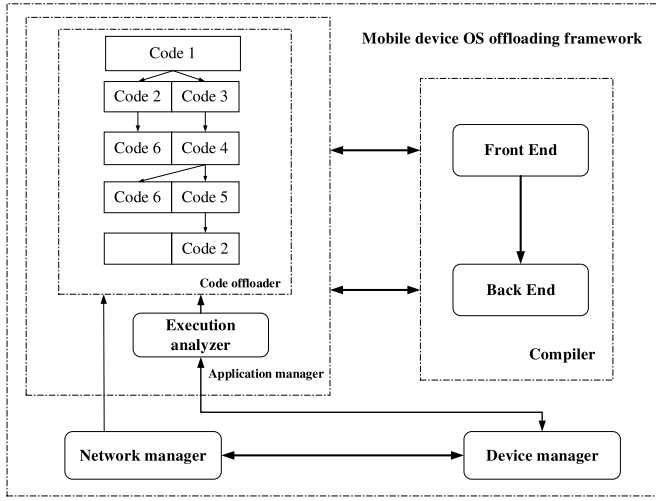 Mobile device OS offloading framework
Code 1
Code 2 Code 3
Code 6 Code 4
Code 6 Code 5
Code 2
Code offloader
Execution
analyzer
Application manager
Front End
Back End
Compiler
Network manager
Device manager